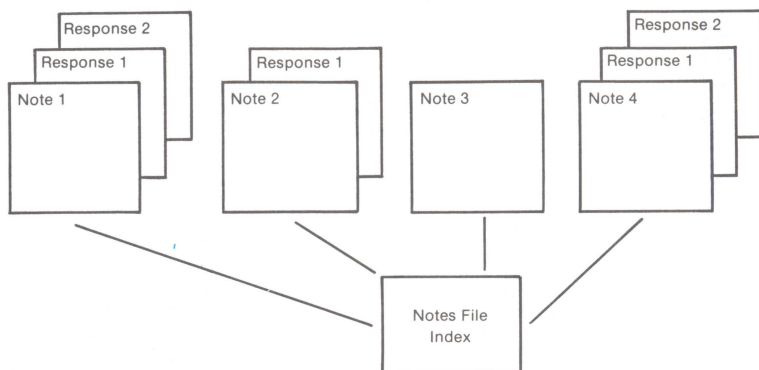 Response 2
Response 1
Note 1
Response 1
Note 2
Note 3
Response 2
Response 1
Note 4
Notes File
Index